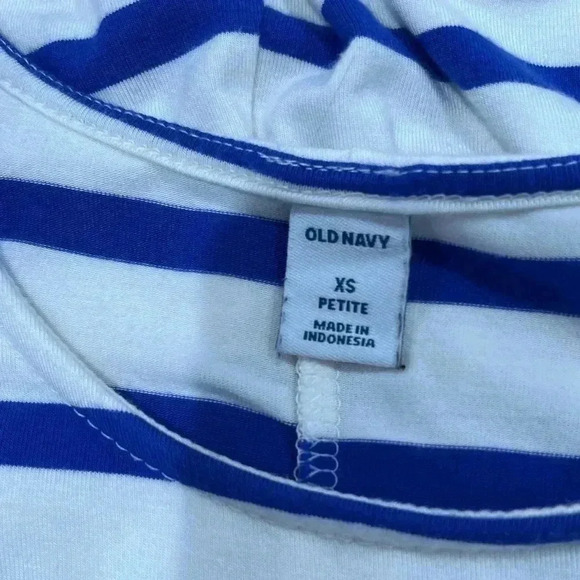 OLD NAVY
XS
PETITE
MADE IN
INDONESIA